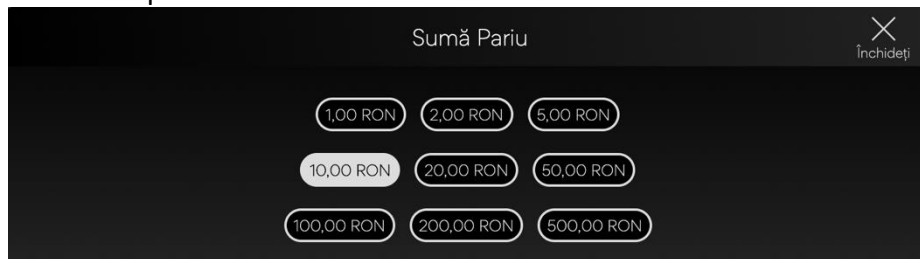 Sumă Pariu
Închideți
1,00 RON 2,00 RON 5,00 RON
10,00 RON 20,00 RON 50,00 RON
100,00 RON 200,00 RON 500,00 RON